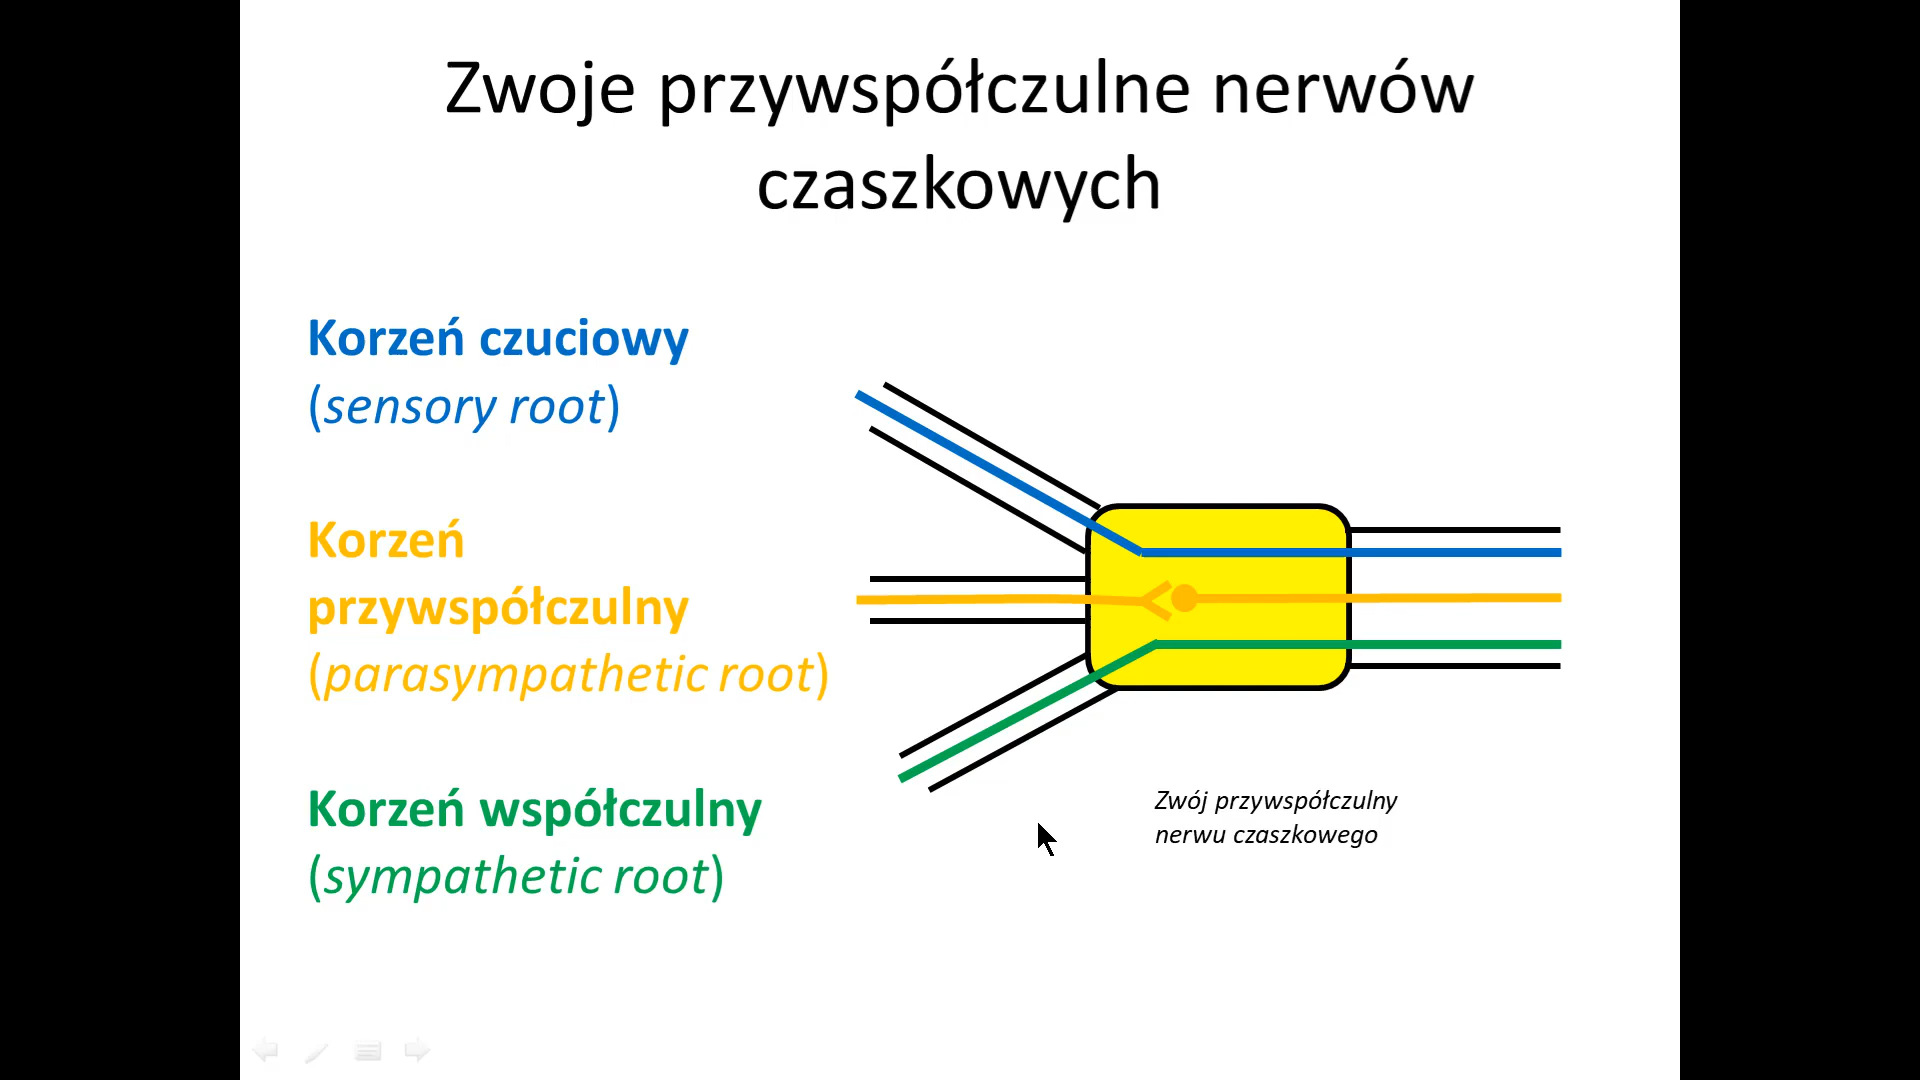 Zwoje przywspółczulne nerwów
czaszkowych
Korzeń czuciowy
(sensory root)
Korzeń
przywspółczulny
(parasympathetic root)
Korzeń współczulny
(sympathetic root)
Zwój przywspółczulny
nerwu czaszkowego